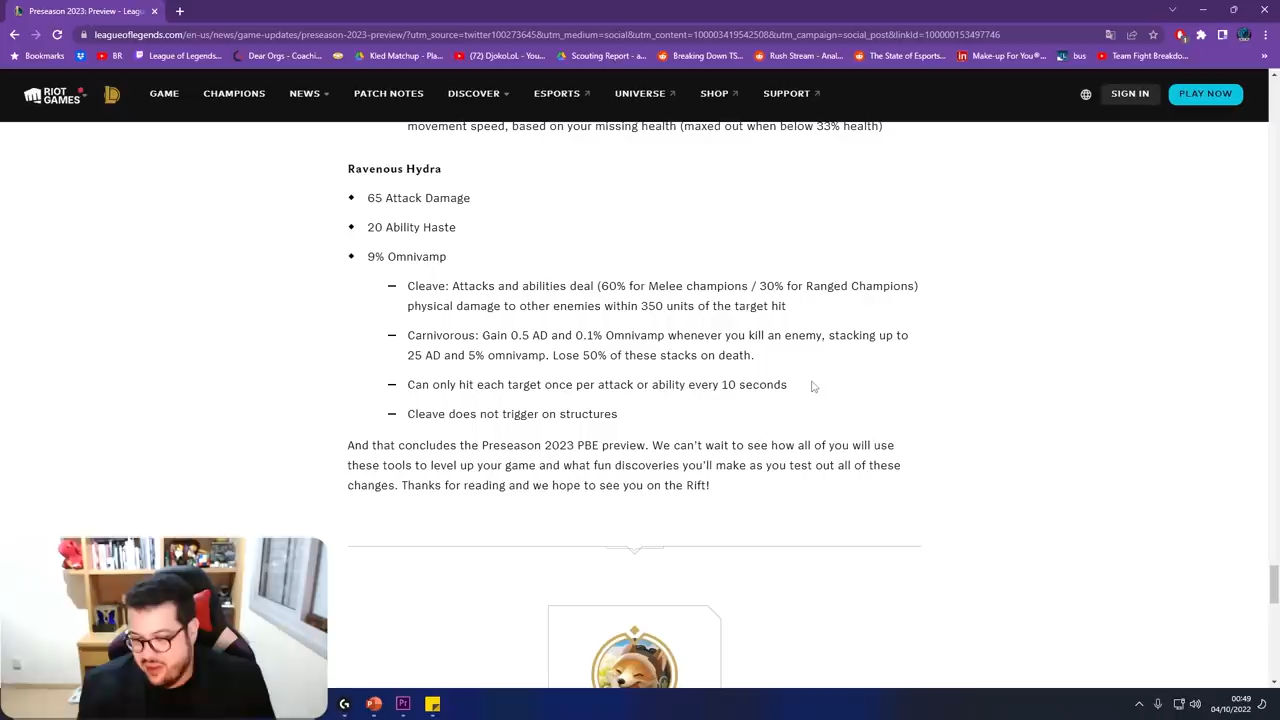 Preseason 2023: Preview - Leagu
leagueoflegends.com/en-us/news/game-updates/preseason-2023-preview/?utm_source=twitter100273645&utm_medium=social&utm_content=100003419542508&utm_campaign=social_post&linkId=100000153497746
Bookmarks BR League of Legends... Dear Orgs - Coachi... Kled Matchup - Pla... (72) DjokoLoL - You... Scouting Report - a... Breaking Down TS... Rush Stream - Anal... The State of Esports... Make-up For You®... bus Team Fight Breakdo...
RIOT GAMES GAME CHAMPIONS NEWS PATCH NOTES DISCOVER ESPORTS UNIVERSE SHOP SUPPORT SIGN IN PLAY NOW
movement speed, based on your missing health (maxed out when below 33% health)
Ravenous Hydra
65 Attack Damage
20 Ability Haste
9% Omnivamp
Cleave: Attacks and abilities deal (60% for Melee champions / 30% for Ranged Champions)
physical damage to other enemies within 350 units of the target hit
Carnivorous: Gain 0.5 AD and 0.1% Omnivamp whenever you kill an enemy, stacking up to
25 AD and 5% omnivamp. Lose 50% of these stacks on death.
Can only hit each target once per attack or ability every 10 seconds
Cleave does not trigger on structures
And that concludes the Preseason 2023 PBE preview. We can't wait to see how all of you will use
these tools to level up your game and what fun discoveries you'll make as you test out all of these
changes. Thanks for reading and we hope to see you on the Rift!
00:49
04/10/2022